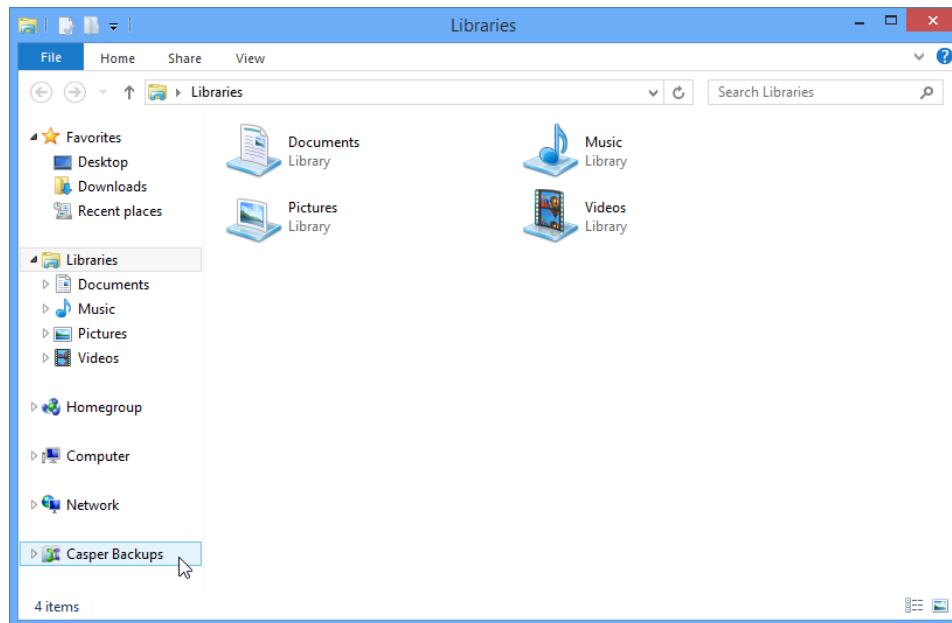 Libraries
File Home Share View
Libraries
Search Libraries
Favorites
Desktop
Downloads
Recent places
Libraries
Documents
Music
Pictures
Videos
Homegroup
Computer
Network
Casper Backups
Documents
Library
Music
Library
Pictures
Library
Videos
Library
4 items